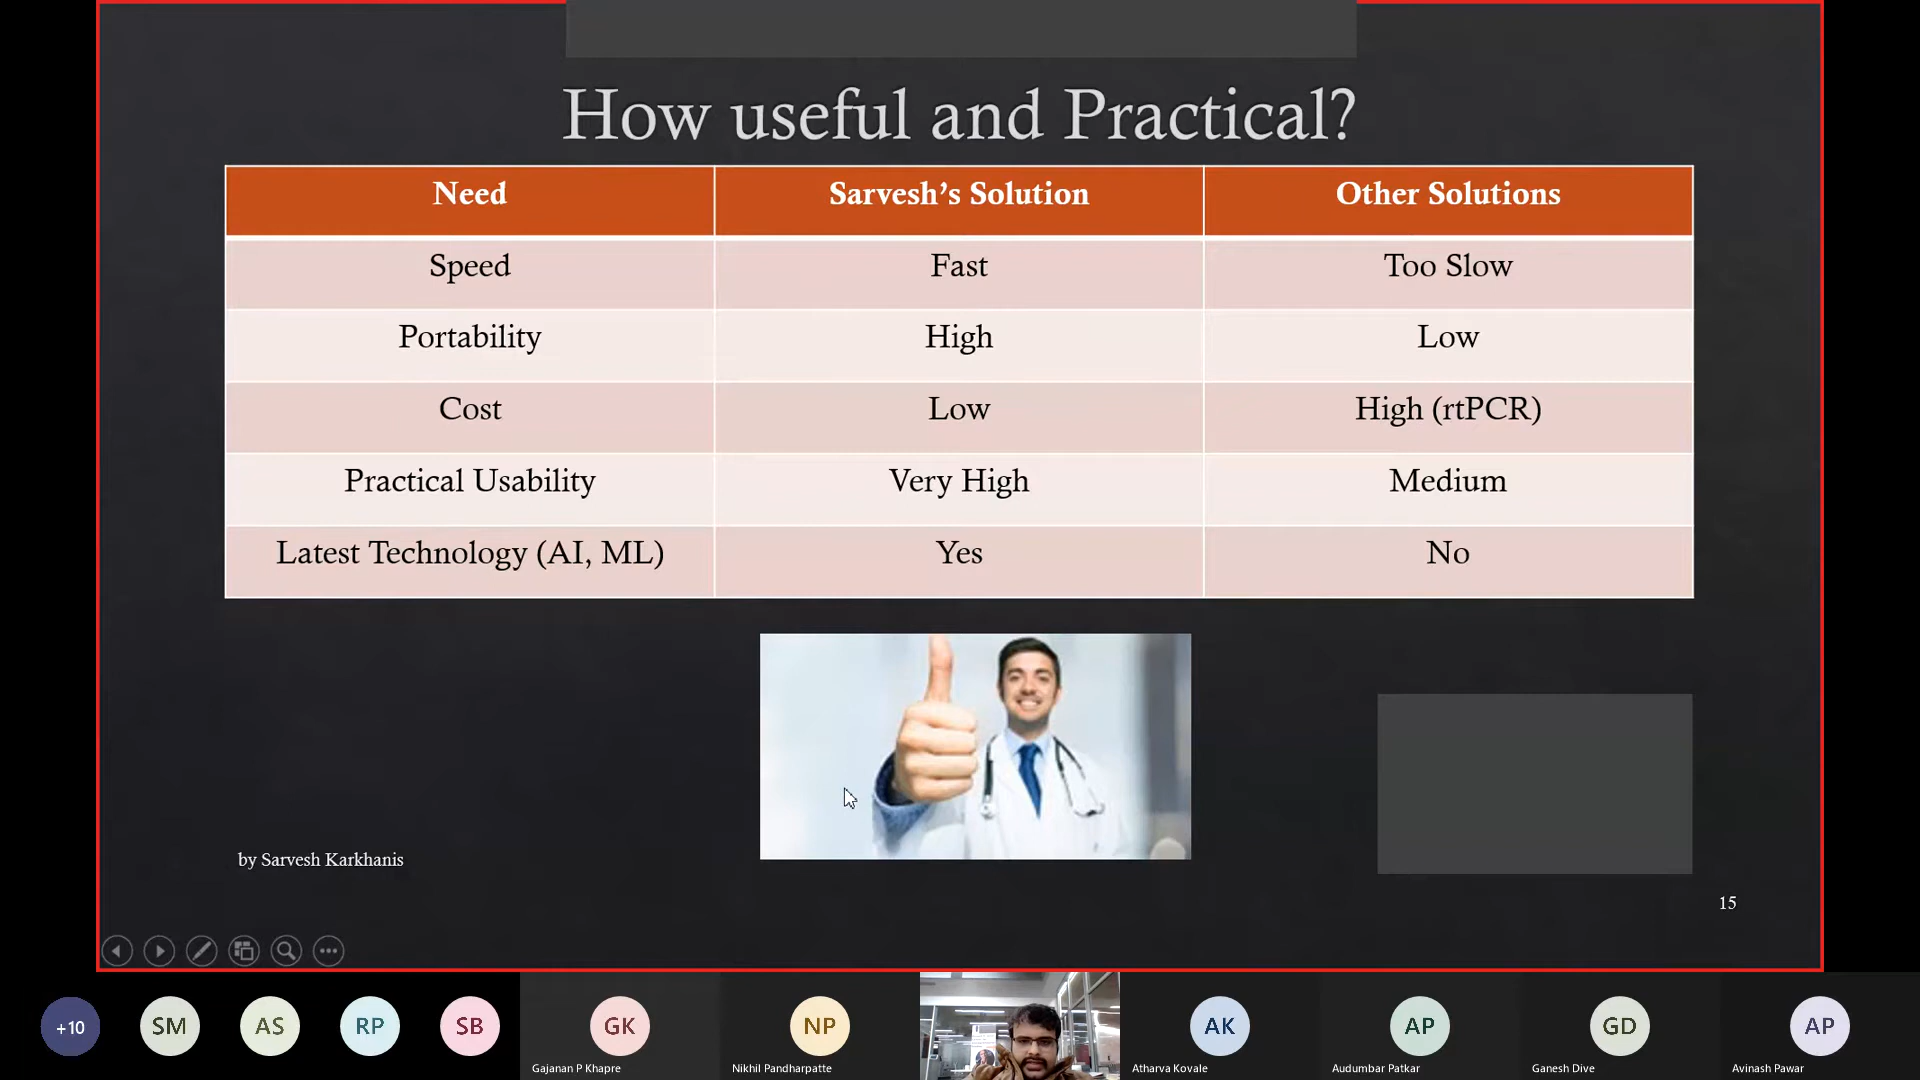 How useful and Practical?
Need Sarvesh’s Solution Other Solutions
Speed Fast Too Slow
Portability High Low
Cost Low High (rtPCR)
Practical Usability Very High Medium
Latest Technology (AI, ML) Yes No
by Sarvesh Karkhanis
15
+10 SM AS RP SB GK NP AK AP GD AP
Gajanan P Khapre Nikhil Pandharpatte Atharva Kovale Audumbar Patkar Ganesh Dive Avinash Pawar